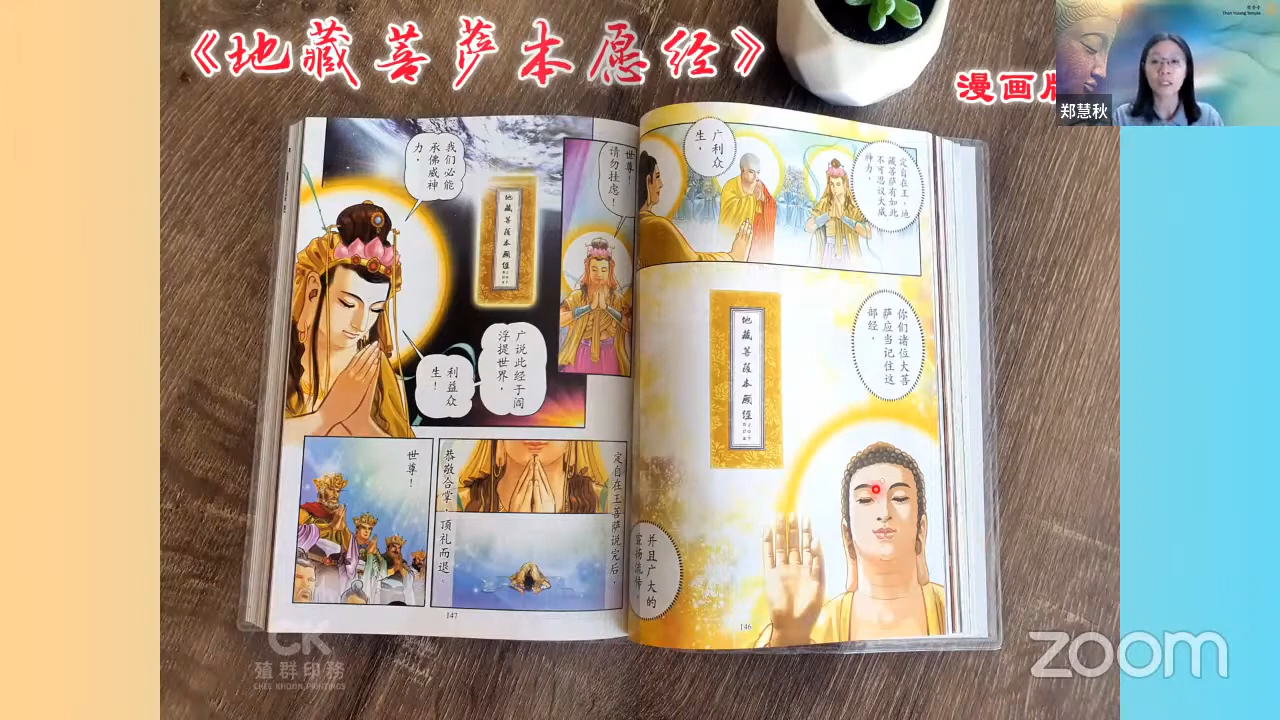 《地藏菩萨本愿经》
漫画版
郑慧秋
定自在王，地
藏菩萨有如此
不可思议大威
神力，
广利众
生，
你们诸位大菩
萨应当记住这
部经，
地藏菩萨本願經
并且广大的
宣扬流传。
146
世尊！
请勿挂虑！
我们必能
承佛威神
力，
地藏菩萨本願經
广说此经于阎
浮提世界，
利益众
生！
定自在王菩萨说完后，
恭敬合掌，顶礼而退。
世尊！
147
CK
殖群印務
CHEE KHOON PRINTINGS
zoom